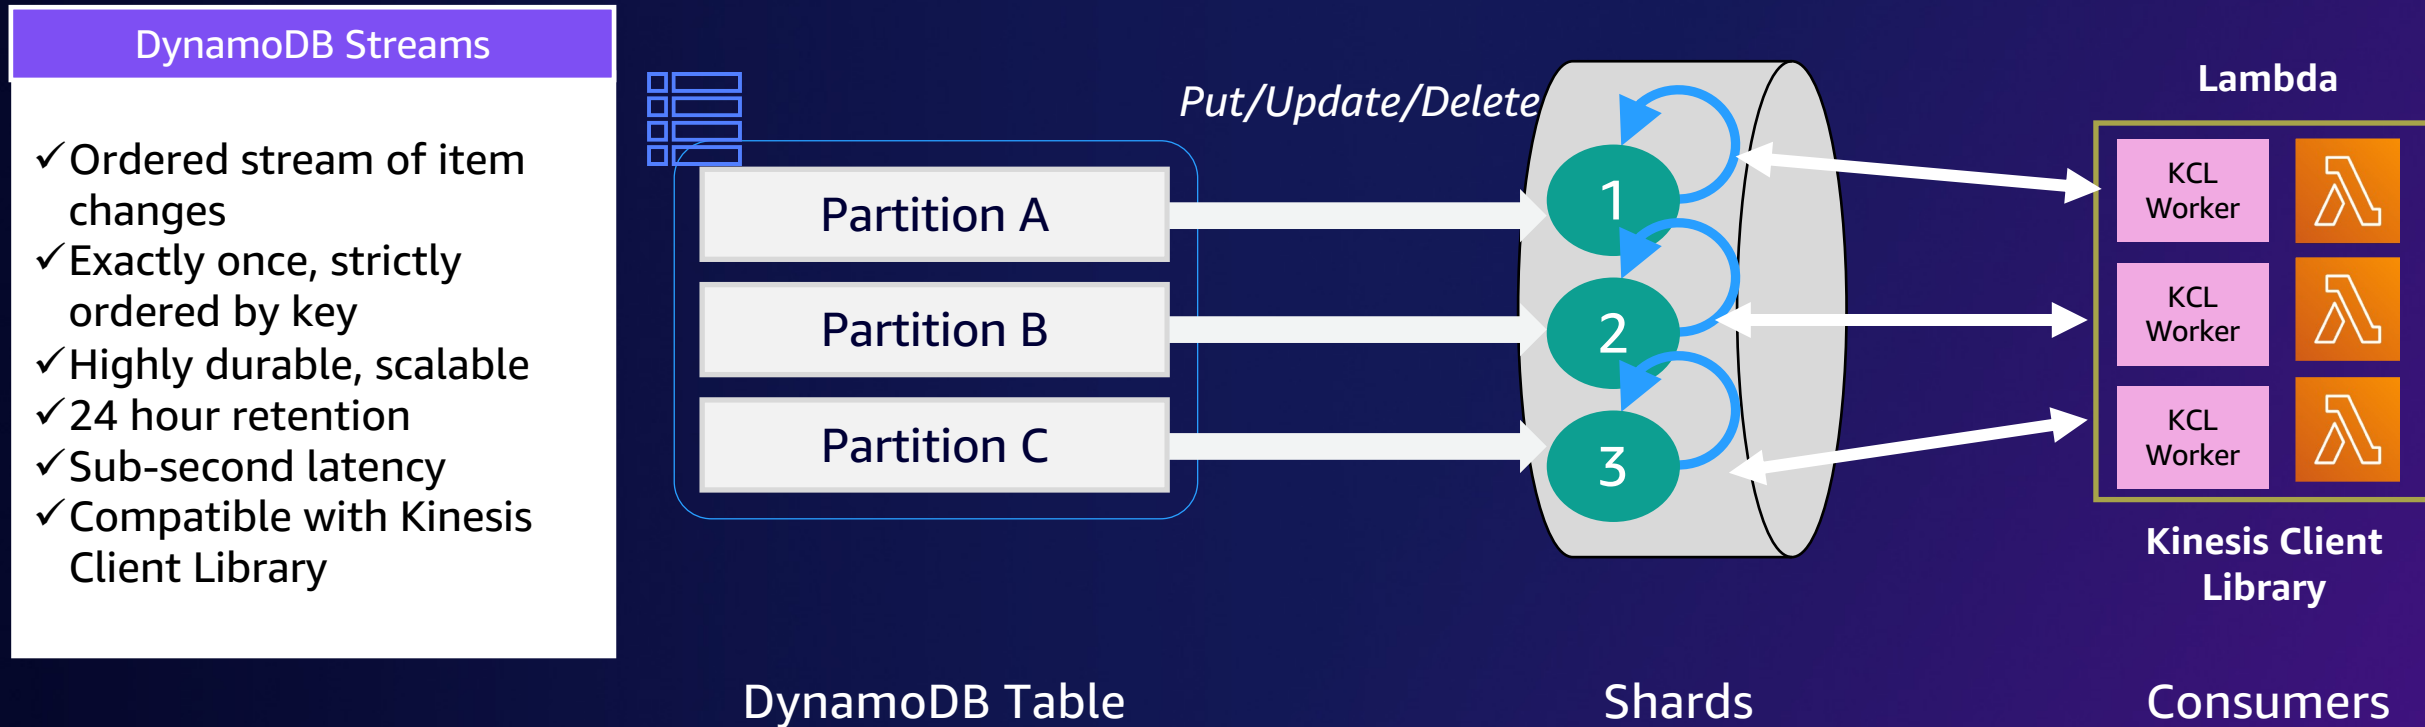 DynamoDB Streams
✓Ordered stream of item
changes
✓Exactly once, strictly
ordered by key
✓Highly durable, scalable
✓24 hour retention
✓Sub-second latency
✓Compatible with Kinesis
Client Library
Put/Update/Delete
Partition A
Partition B
Partition C
DynamoDB Table
1
2
3
Shards
Lambda
KCL
Worker
KCL
Worker
KCL
Worker
Kinesis Client
Library
Consumers